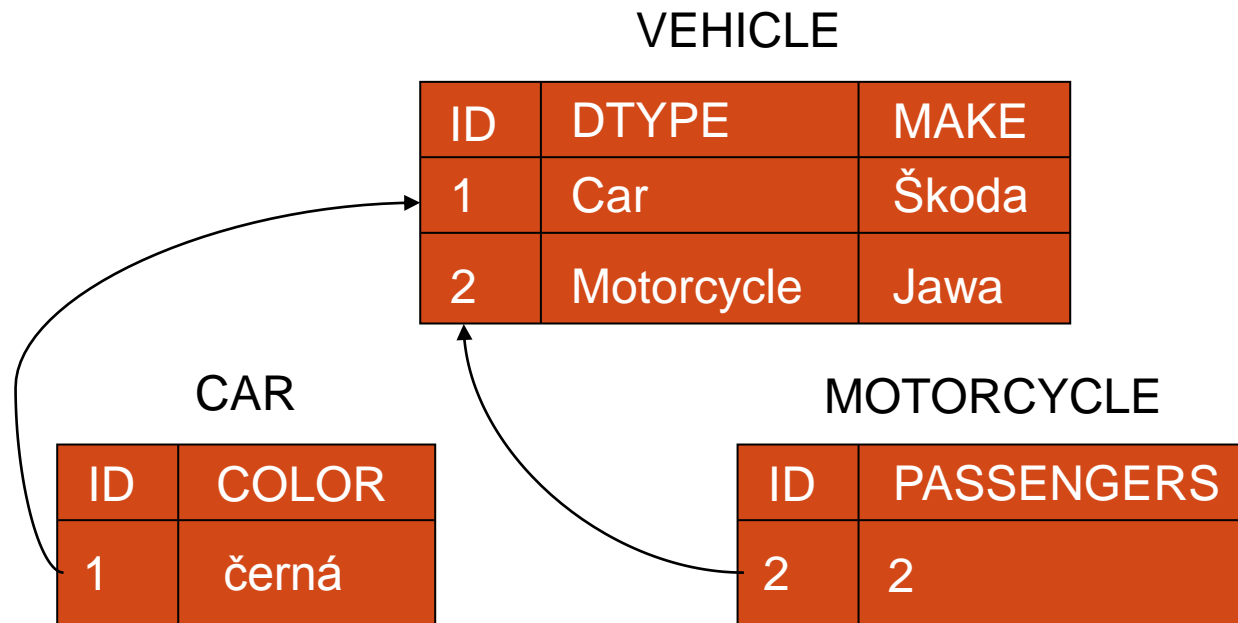 VEHICLE
ID DTYPE MAKE
1 Car Škoda
2 Motorcycle Jawa
CAR
ID COLOR
1 černá
MOTORCYCLE
ID PASSENGERS
2 2